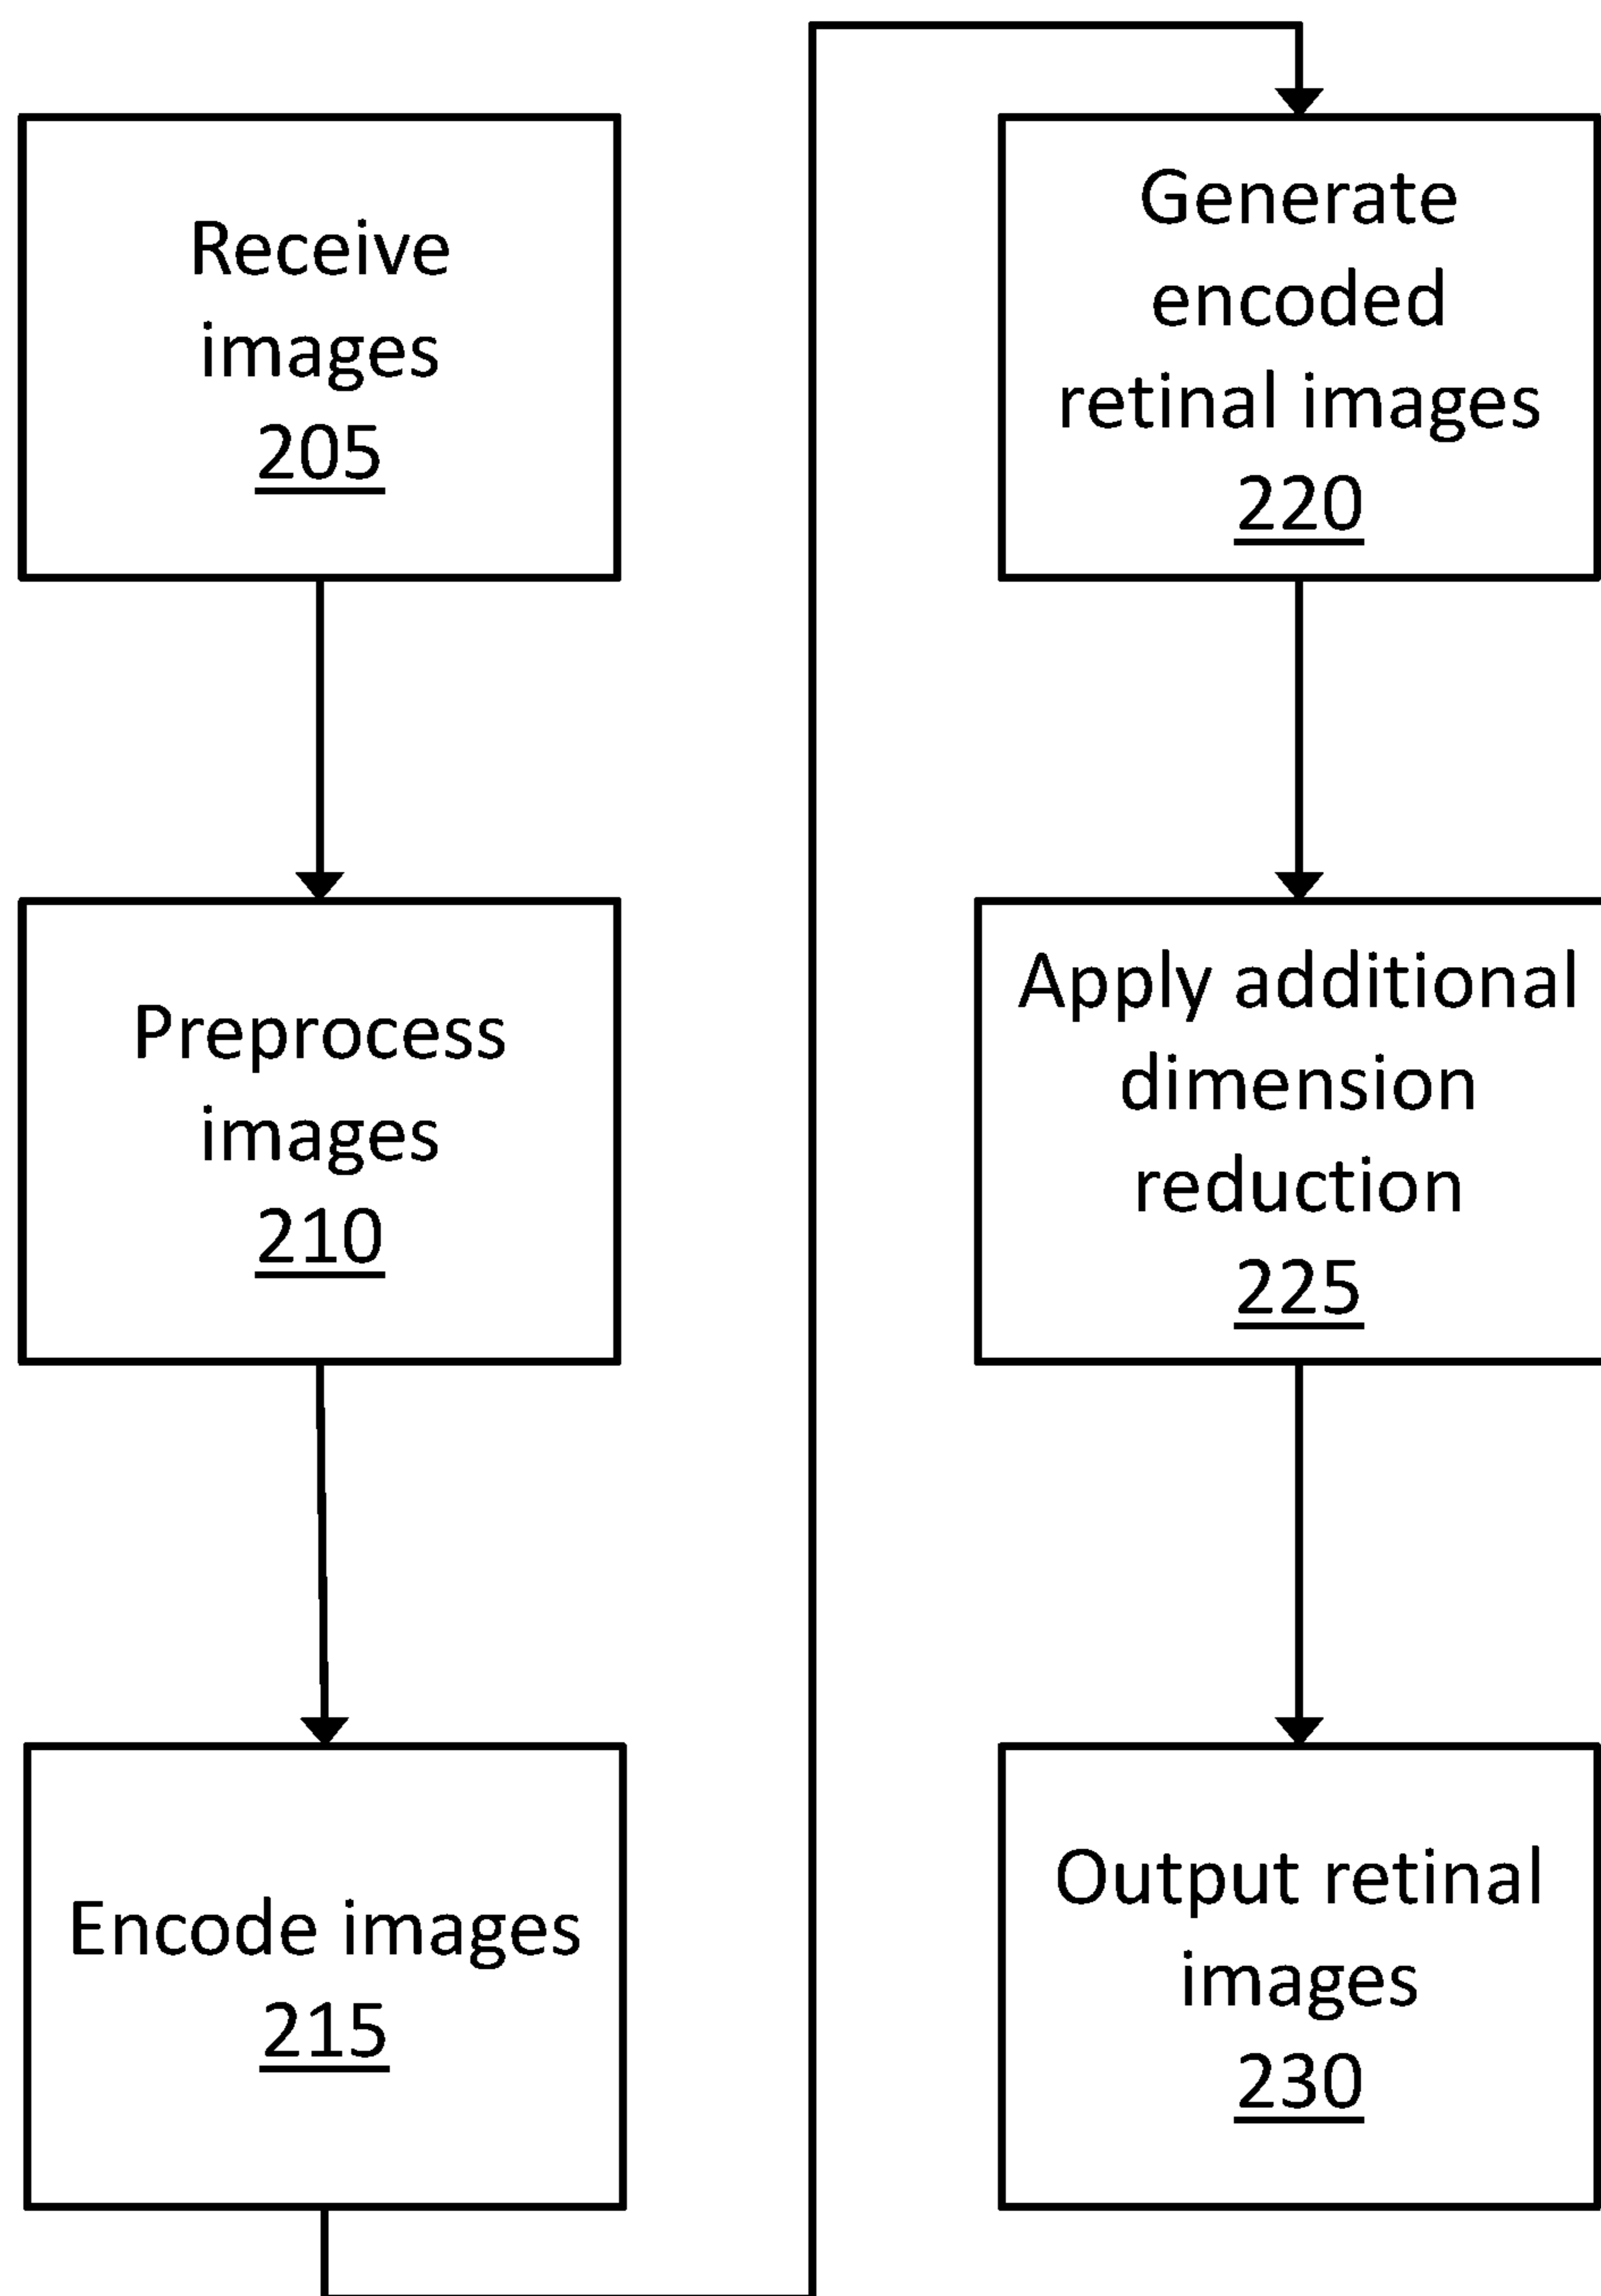 Receive
images
205
Preprocess
images
210
Encode images
215
Generate
encoded
retinal images
220
Apply additional
dimension
reduction
225
Output retinal
images
230